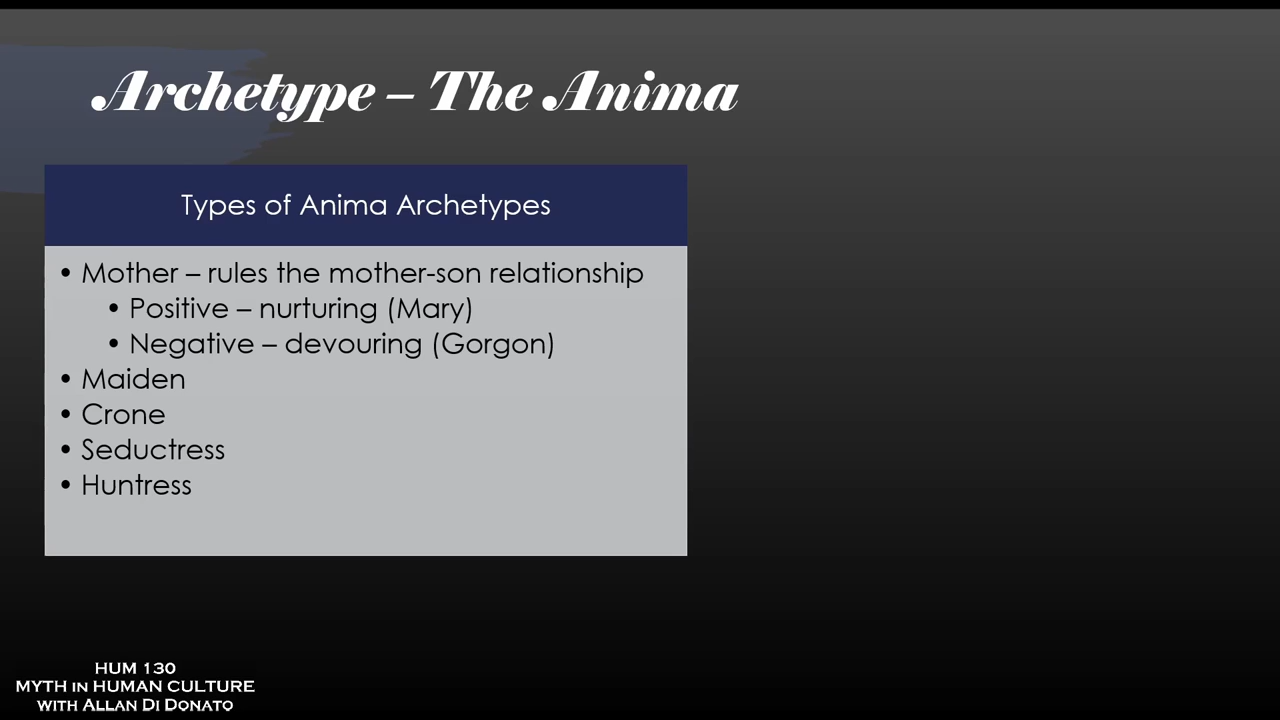 Archetype – The Anima
Types of Anima Archetypes
• Mother – rules the mother-son relationship
• Positive – nurturing (Mary)
• Negative – devouring (Gorgon)
• Maiden
• Crone
• Seductress
• Huntress
HUM 130
MYTH IN HUMAN CULTURE
WITH ALLAN DI DONATO